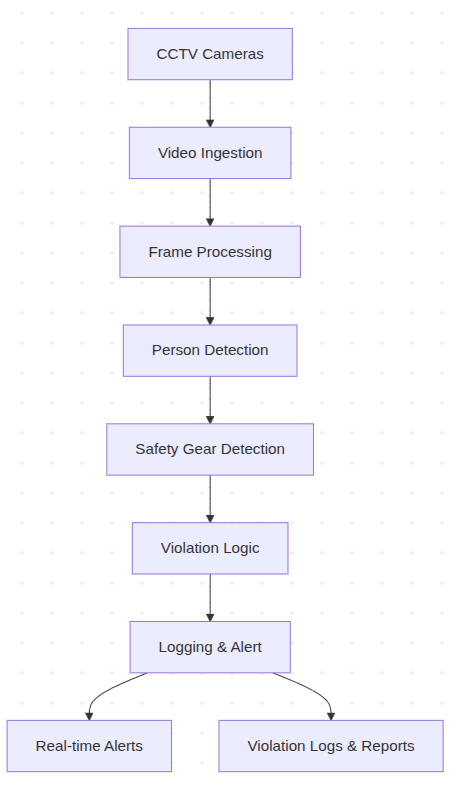 CCTV Cameras
Video Ingestion
Frame Processing
Person Detection
Safety Gear Detection
Violation Logic
Logging & Alert
Real-time Alerts
Violation Logs & Reports